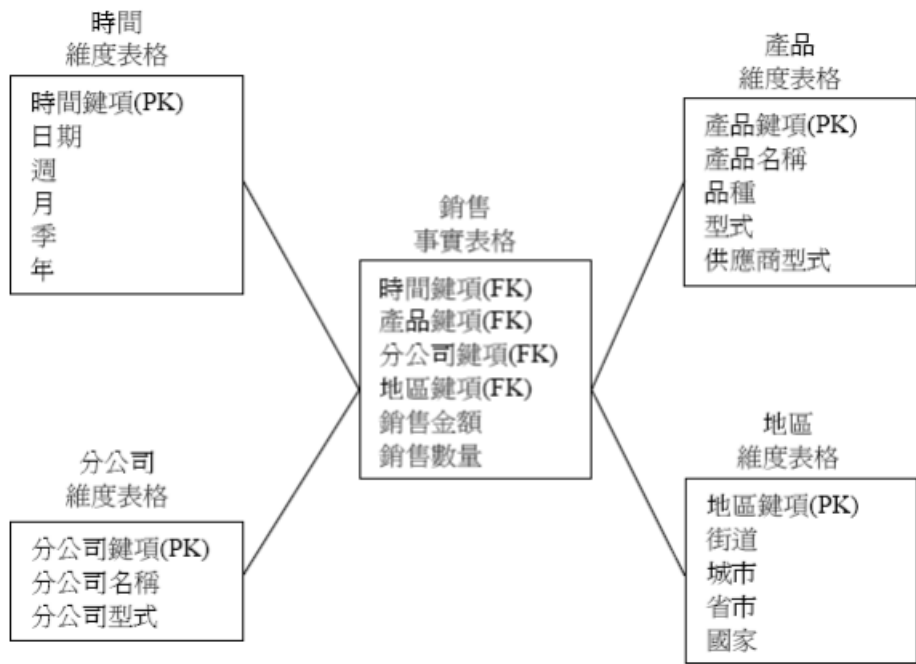 時間
維度表格
時間鍵項(PK)
日期
週
月
季
年
產品
維度表格
產品鍵項(PK)
產品名稱
品種
型式
供應商型式
銷售
事實表格
時間鍵項(FK)
產品鍵項(FK)
分公司鍵項(FK)
地區鍵項(FK)
銷售金額
銷售數量
分公司
維度表格
分公司鍵項(PK)
分公司名稱
分公司型式
地區
維度表格
地區鍵項(PK)
街道
城市
省市
國家